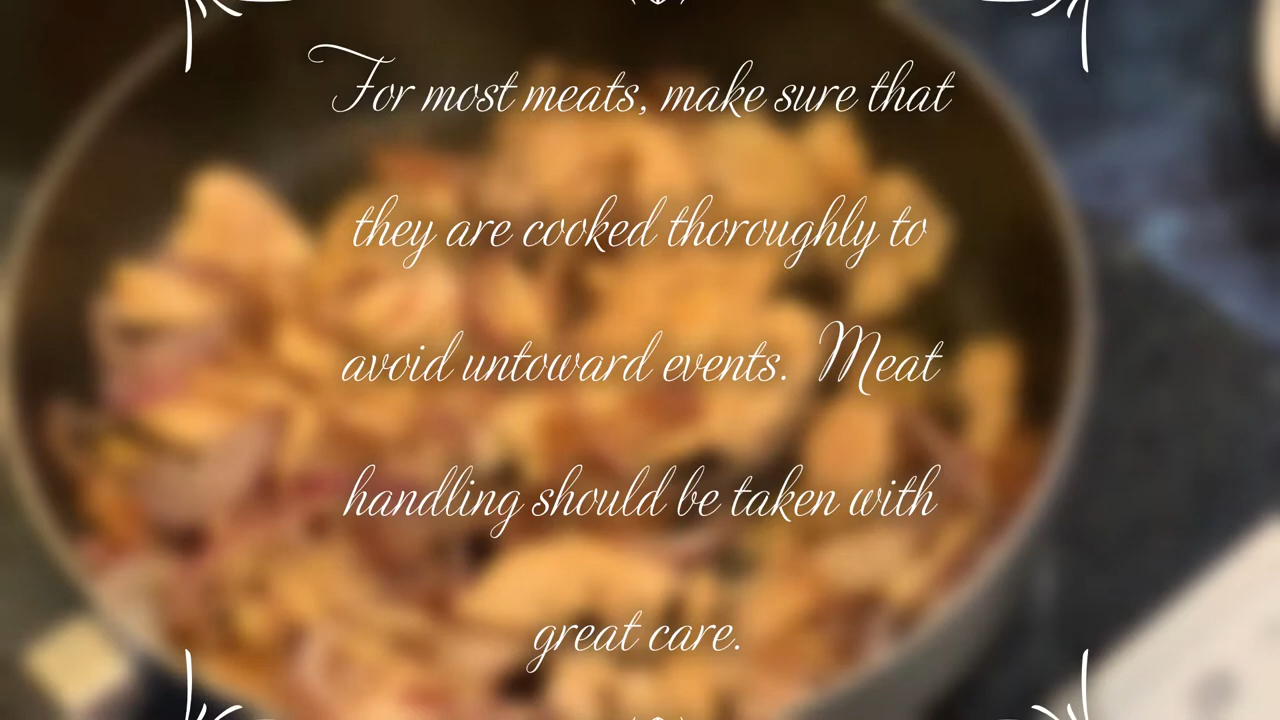 For most meats, make sure that
they are cooked thoroughly to
avoid untoward events.  Meat
handling should be taken with
great care.